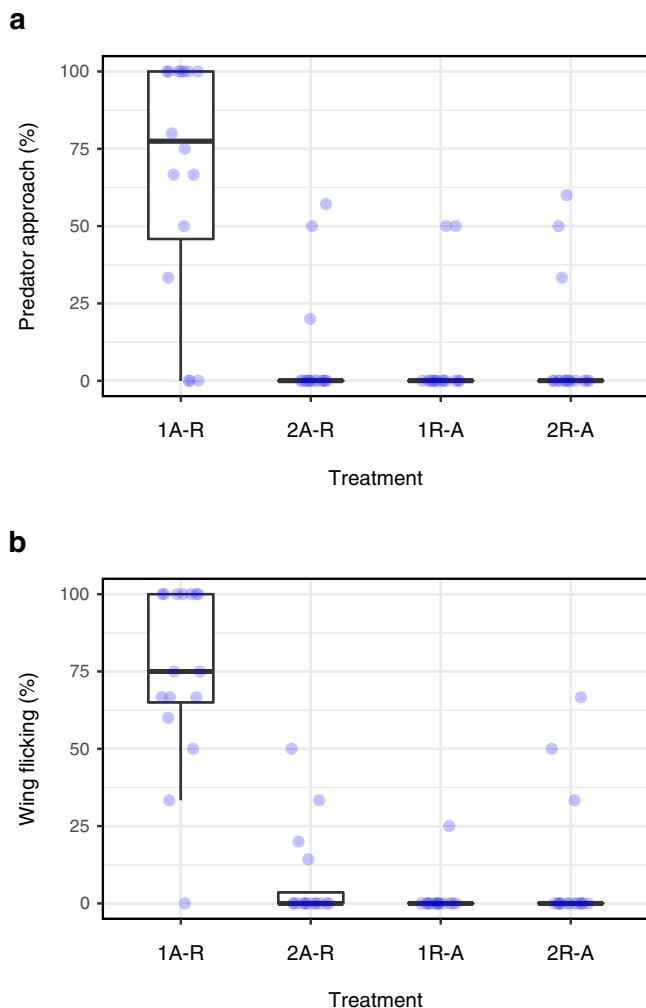 a
100
75
50
25
0
Predator approach (%)
1A-R 2A-R 1R-A 2R-A
Treatment
b
100
75
50
25
0
Wing flicking (%)
1A-R 2A-R 1R-A 2R-A
Treatment